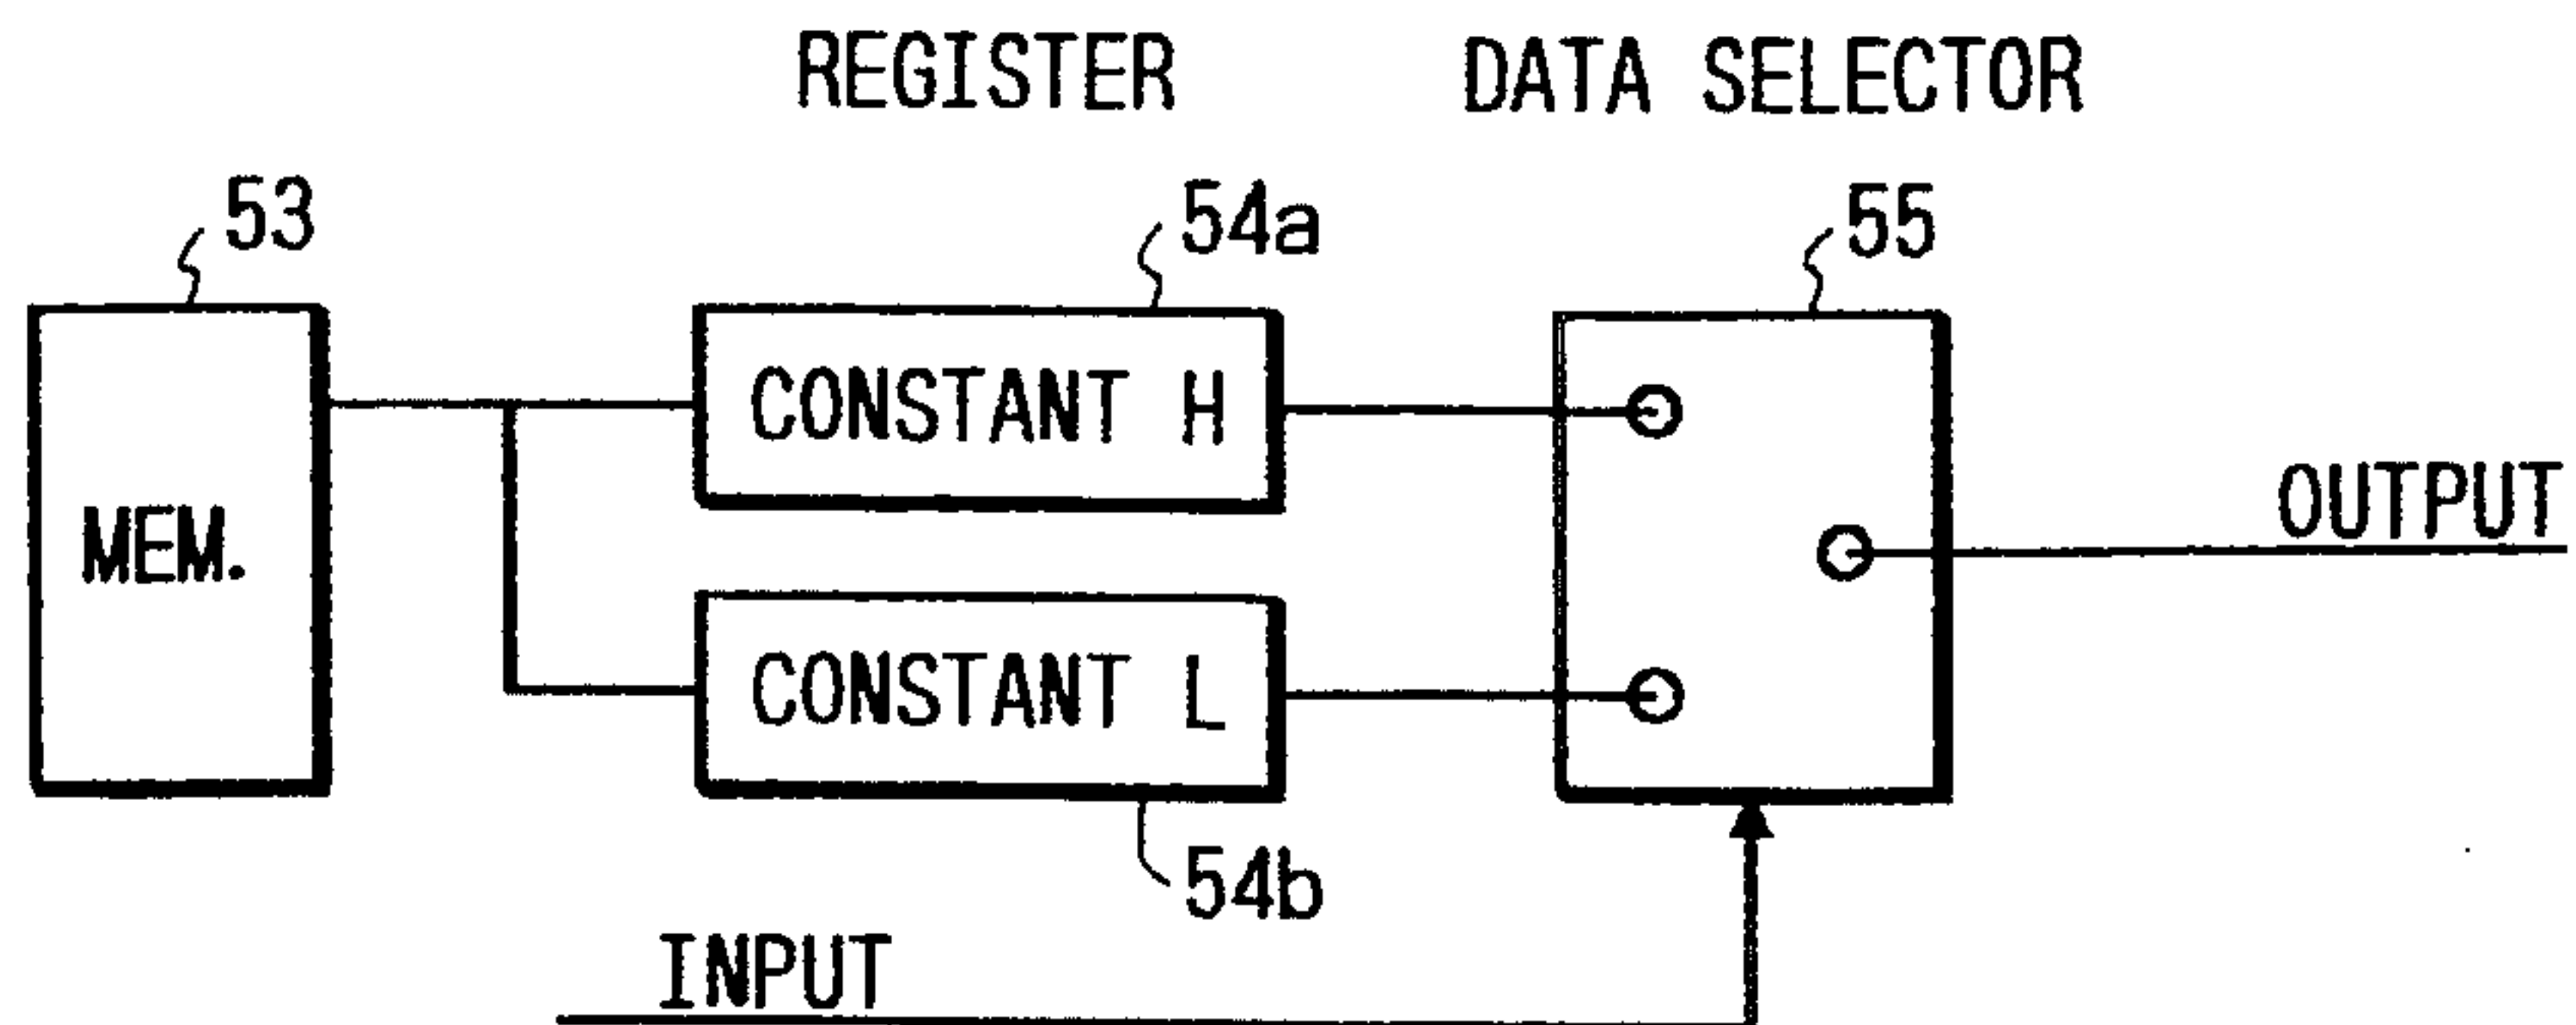 REGISTER
DATA SELECTOR
53
54a
55
CONSTANT H
MEM.
OUTPUT
CONSTANT L
54b
INPUT